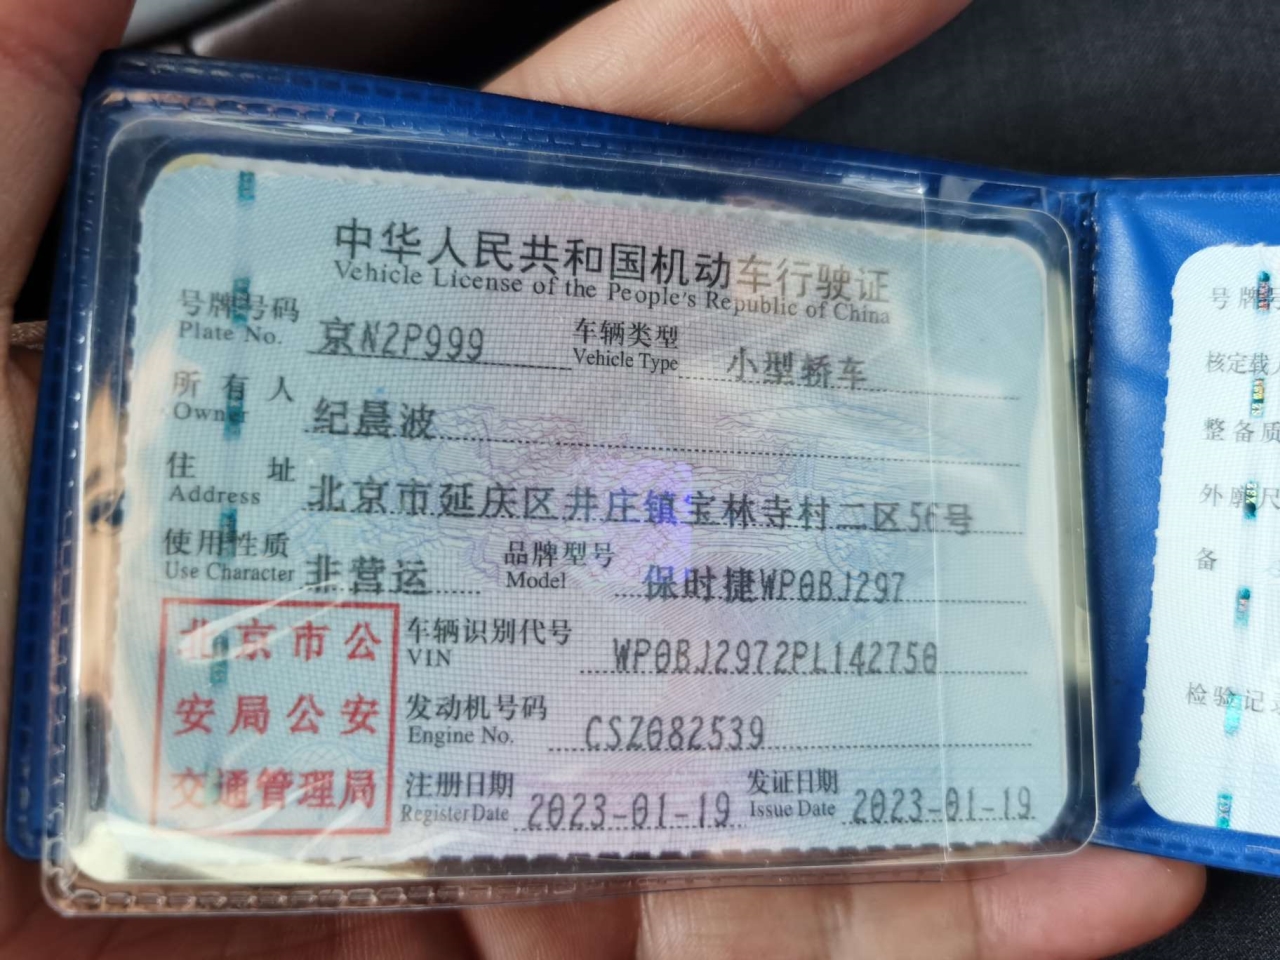 中华人民共和国机动车行驶证
Vehicle License of the People's Republic of China
号牌号码 京N2P999 车辆类型 小型轿车
Plate No. Vehicle Type
所有人 纪晨波
Owner
住址 北京市延庆区井庄镇宝林寺村二区56号
Address
使用性质 非营运 品牌型号 保时捷WP0BJ297
Use Character Model
北京市公
安局公安
交通管理局
车辆识别代号 WP0BJ2972PL142750
VIN
发动机号码 CSZ082539
Engine No.
注册日期 2023-01-19 发证日期 2023-01-19
Register Date Issue Date
号牌号
核定载人
整备质
外廓尺
备
检验记录